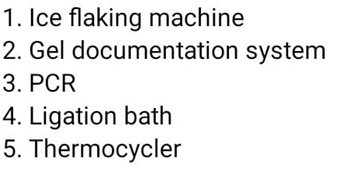 1. Ice flaking machine
2. Gel documentation system
3. PCR
4. Ligation bath
5. Thermocycler